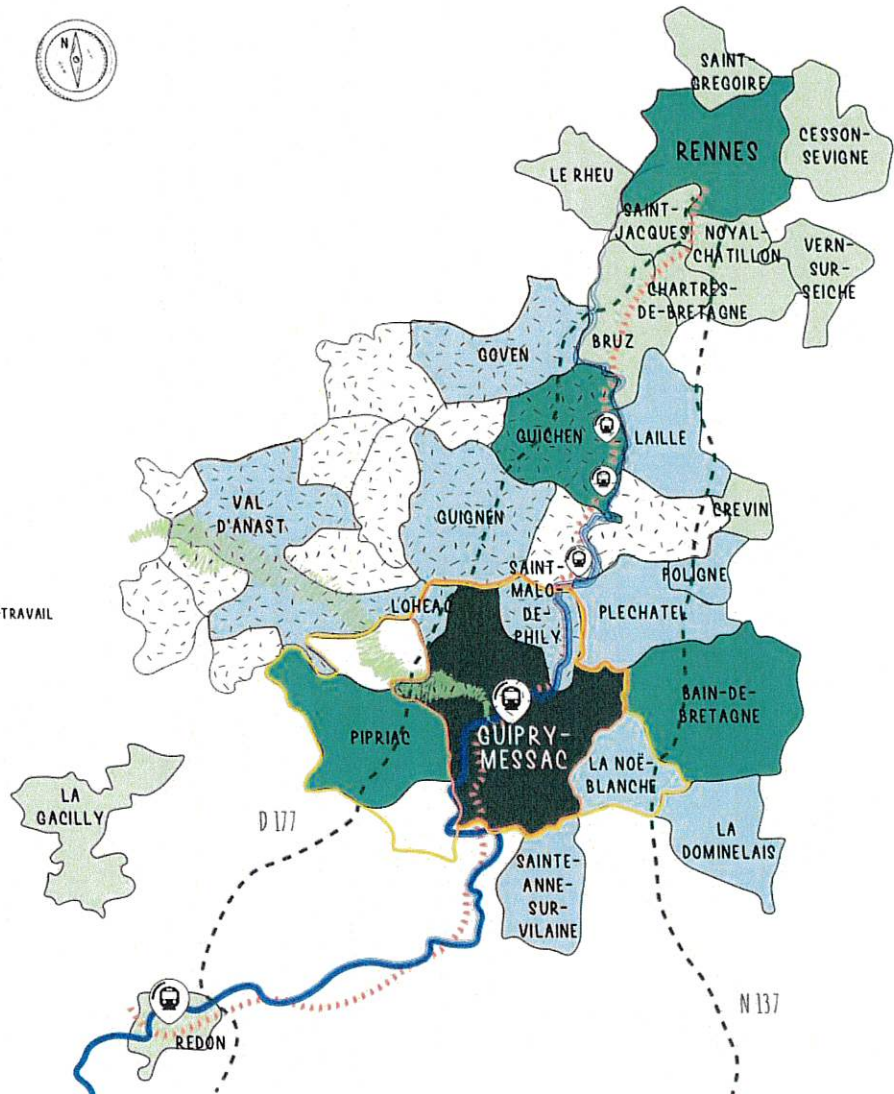 N
SAINT-
GREGOIRE
RENNES
CESSON-
SEVIGNE
LE RHEU
SAINT-
JACQUES
NOYAL-
CHATILLON
VERN-
SUR-
SEICHE
CHARTRES-
DE-BRETAGNE
BRUZ
GOVEN
GUICHEN
LAILLE
VAL
D'ANAST
GUIGNEN
CREVIN
SAINT-
MALO-
DE-
PHILY
POLIGNE
LOHEAC
PLECHATEL
-TRAVAIL
BAIN-DE-
BRETAGNE
PIPRIAC
GUIPRY-
MESSAC
LA NOË-
BLANCHE
LA
GACILLY
D 177
LA
DOMINELAIS
SAINTE-
ANNE-
SUR-
VILAINE
N 137
REDON